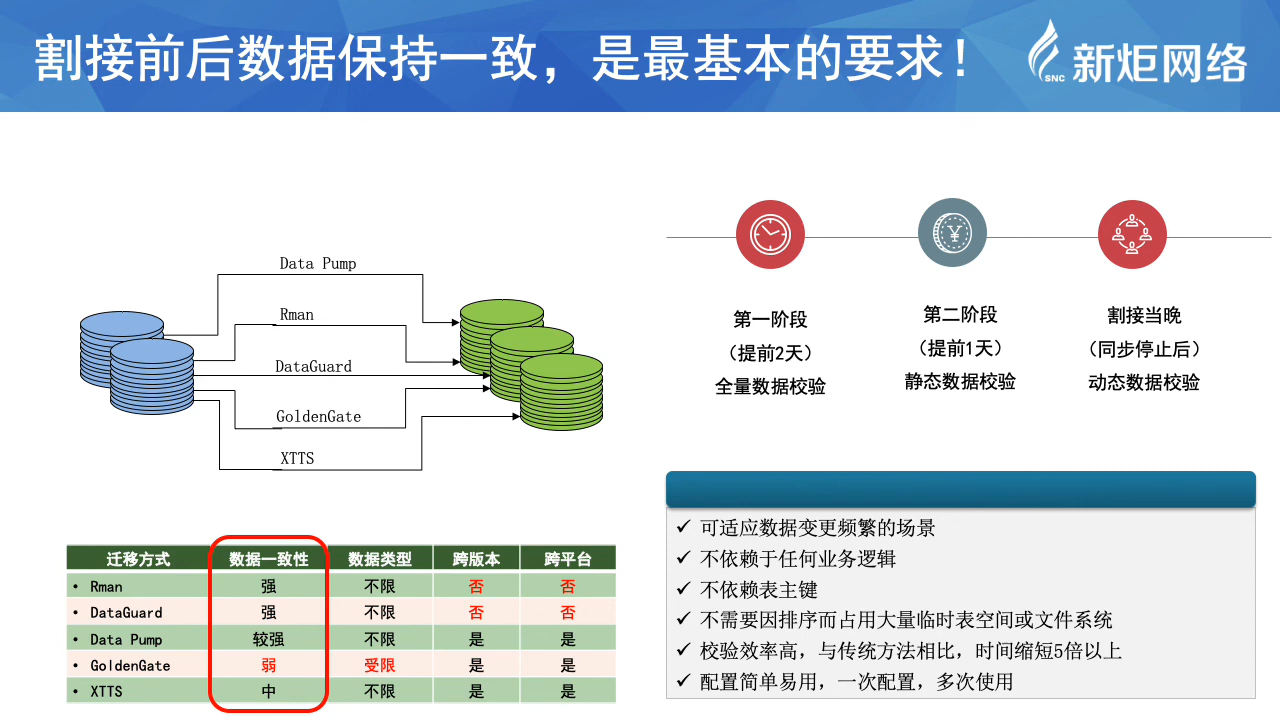 割接前后数据保持一致，是最基本的要求！
SNC 新炬网络
Data Pump
Rman
DataGuard
GoldenGate
XTTS
迁移方式 数据一致性 数据类型 跨版本 跨平台
• Rman 强 不限 否 否
• DataGuard 强 不限 否 否
• Data Pump 较强 不限 是 是
• GoldenGate 弱 受限 是 是
• XTTS 中 不限 是 是
¥
第一阶段
（提前2天）
全量数据校验
第二阶段
（提前1天）
静态数据校验
割接当晚
（同步停止后）
动态数据校验
✓ 可适应数据变更频繁的场景
✓ 不依赖于任何业务逻辑
✓ 不依赖表主键
✓ 不需要因排序而占用大量临时表空间或文件系统
✓ 校验效率高，与传统方法相比，时间缩短5倍以上
✓ 配置简单易用，一次配置，多次使用